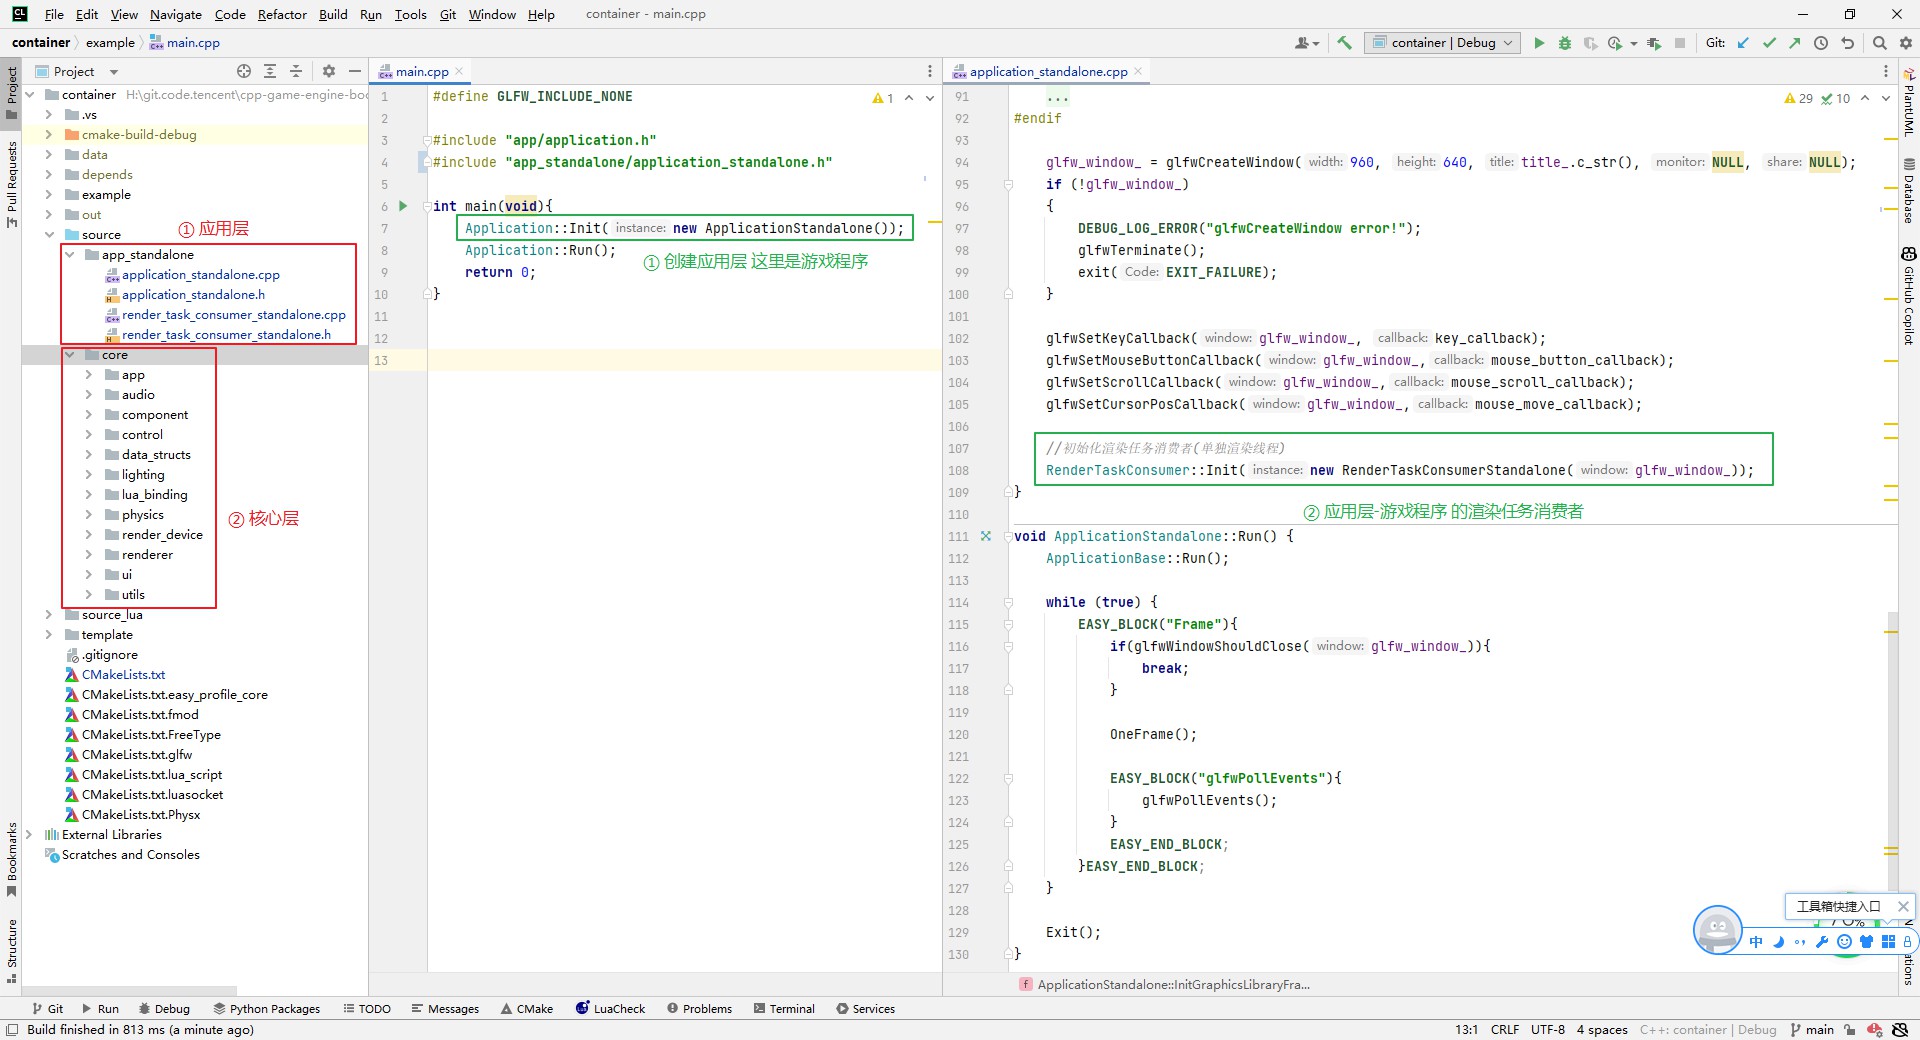 File Edit View Navigate Code Refactor Build Run Tools Git Window Help container - main.cpp
container example main.cpp
container | Debug Git:
Project
main.cpp
application_standalone.cpp
Project
Pull Requests
Bookmarks
Structure
container H:\git.code.tencent\cpp-game-engine-boo
.vs
cmake-build-debug
data
depends
example
out
source
① 应用层
app_standalone
application_standalone.cpp
application_standalone.h
render_task_consumer_standalone.cpp
render_task_consumer_standalone.h
core
app
audio
component
control
data_structs
lighting
lua_binding
physics
② 核心层
render_device
renderer
ui
utils
source_lua
template
.gitignore
CMakeLists.txt
CMakeLists.txt.easy_profile_core
CMakeLists.txt.fmod
CMakeLists.txt.FreeType
CMakeLists.txt.glfw
CMakeLists.txt.lua_script
CMakeLists.txt.luasocket
CMakeLists.txt.Physx
External Libraries
Scratches and Consoles
1 #define GLFW_INCLUDE_NONE
1
2
3 #include "app/application.h"
4 #include "app_standalone/application_standalone.h"
5
6 int main(void){
7 Application::Init( instance: new ApplicationStandalone());
8 Application::Run();
① 创建应用层 这里是游戏程序
9 return 0;
10 }
11
12
13
91 ...
29 10
92 #endif
93
94 glfw_window_ = glfwCreateWindow( width: 960, height: 640, title: title_.c_str(), monitor: NULL, share: NULL);
95 if (!glfw_window_)
96 {
97 DEBUG_LOG_ERROR("glfwCreateWindow error!");
98 glfwTerminate();
99 exit( Code: EXIT_FAILURE);
100 }
101
102 glfwSetKeyCallback( window: glfw_window_, callback: key_callback);
103 glfwSetMouseButtonCallback( window: glfw_window_, callback: mouse_button_callback);
104 glfwSetScrollCallback( window: glfw_window_, callback: mouse_scroll_callback);
105 glfwSetCursorPosCallback( window: glfw_window_, callback: mouse_move_callback);
106
107 //初始化渲染任务消费者(单独渲染线程)
108 RenderTaskConsumer::Init( instance: new RenderTaskConsumerStandalone( window: glfw_window_));
109 }
110
② 应用层-游戏程序 的渲染任务消费者
111 void ApplicationStandalone::Run() {
112 ApplicationBase::Run();
113
114 while (true) {
115 EASY_BLOCK("Frame"){
116 if(glfwWindowShouldClose( window: glfw_window_)){
117 break;
118 }
119
120 OneFrame();
121
122 EASY_BLOCK("glfwPollEvents"){
123 glfwPollEvents();
124 }
125 EASY_END_BLOCK;
126 }EASY_END_BLOCK;
127 }
128
129 Exit();
130 }
ApplicationStandalone::InitGraphicsLibraryFra...
PlantUML
Database
GitHub Copilot
工具箱快捷入口
中
Git Run Debug Python Packages TODO Messages CMake LuaCheck Problems Terminal Services
Build finished in 813 ms (a minute ago)
13:1 CRLF UTF-8 4 spaces C++: container | Debug main